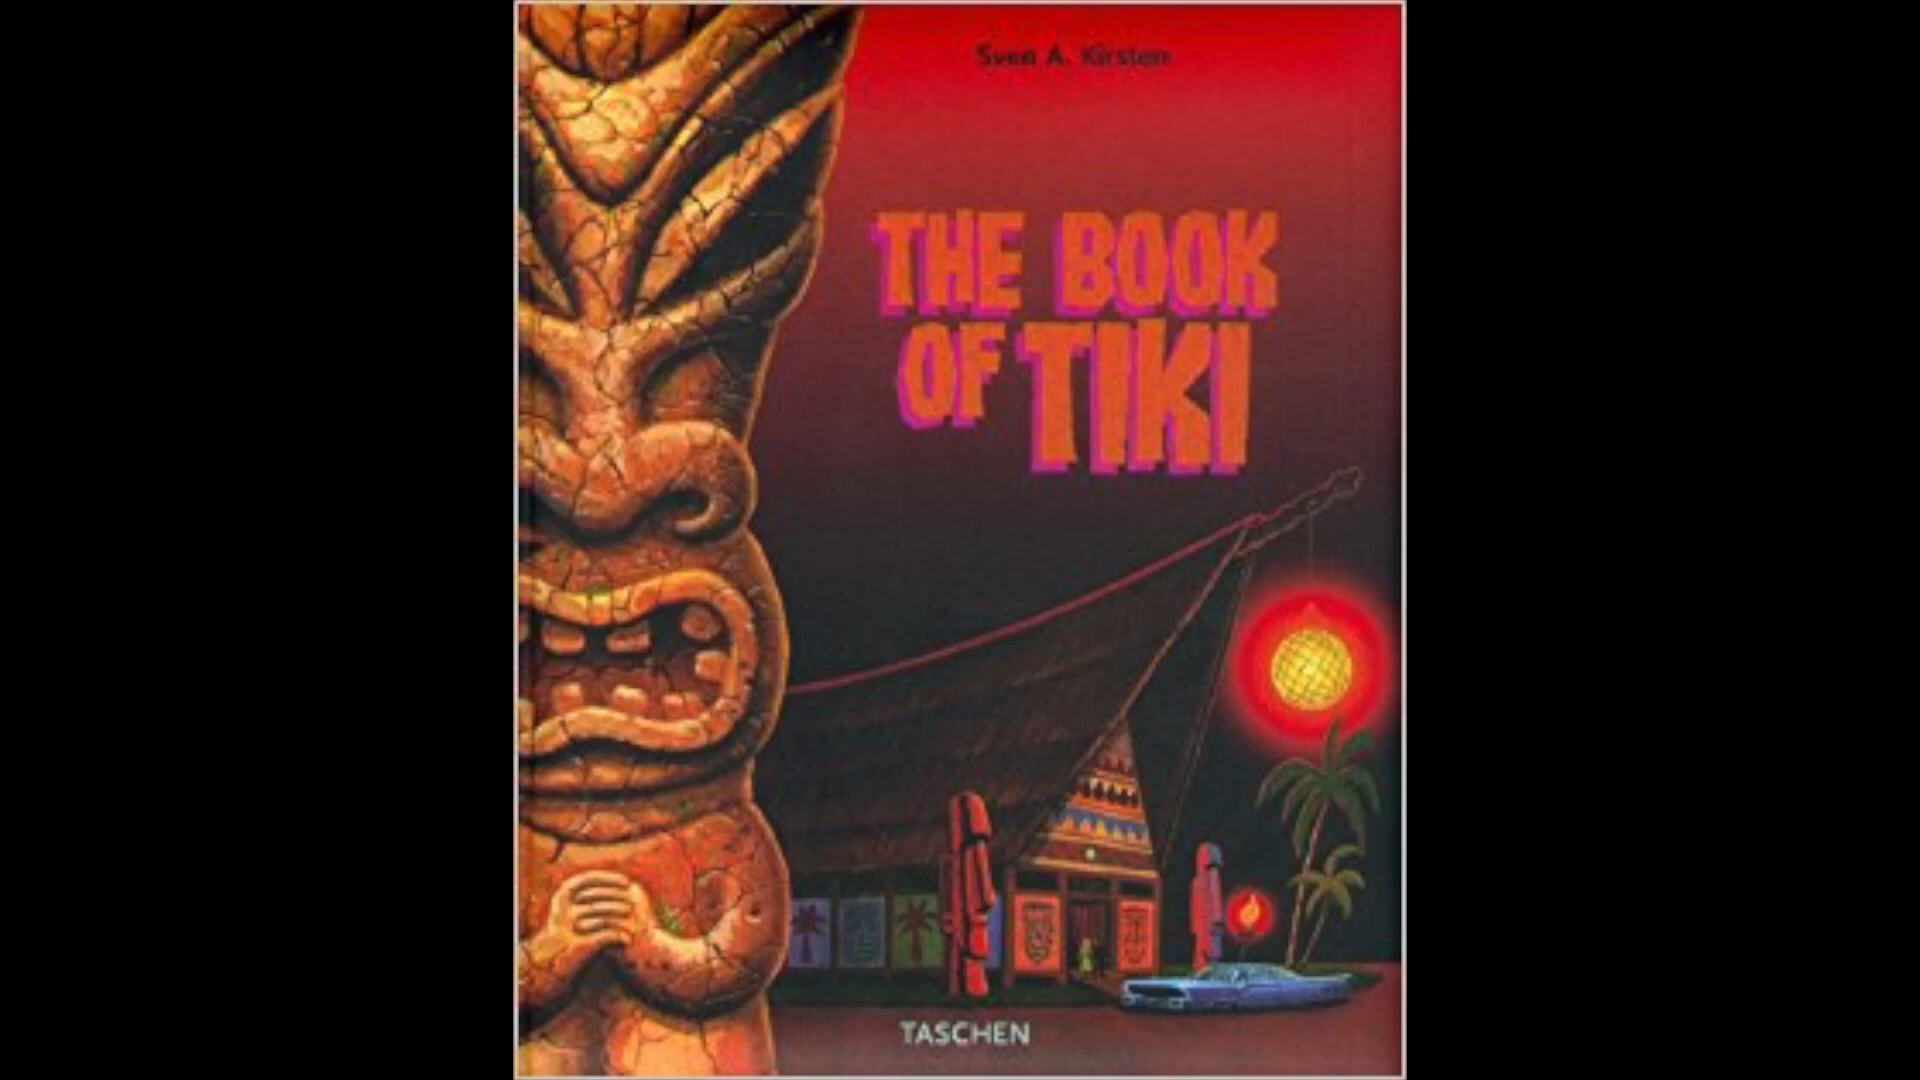 Sven A. Kirsten
THE BOOK
OF TIKI
TASCHEN